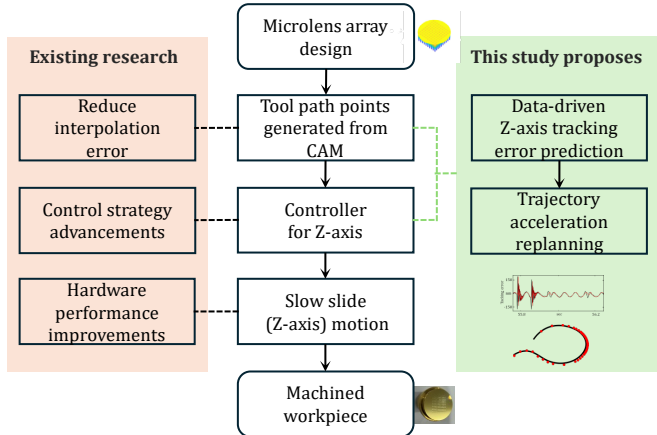 Microlens array
design
Existing research
This study proposes
Reduce
interpolation
error
Tool path points
generated from
CAM
Data-driven
Z-axis tracking
error prediction
Control strategy
advancements
Controller
for Z-axis
Trajectory
acceleration
replanning
Hardware
performance
improvements
Slow slide
(Z-axis) motion
Machined
workpiece